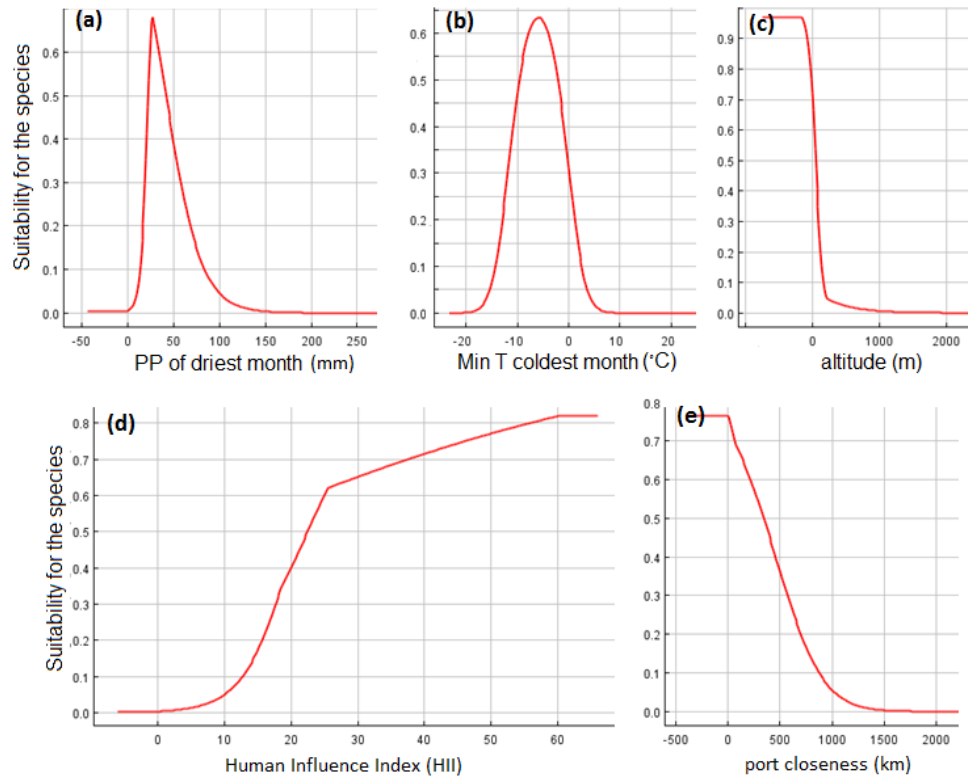 (a)
Suitability for the species
0.6
0.5
0.4
0.3
0.2
0.1
0.0
-50 0 50 100 150 200 250
PP of driest month (mm)
(b)
0.6
0.5
0.4
0.3
0.2
0.1
0.0
-20 -10 0 10 20
Min T coldest month (°C)
(c)
0.9
0.8
0.7
0.6
0.5
0.4
0.3
0.2
0.1
0.0
0 1000 2000
altitude (m)
(d)
Suitability for the species
0.8
0.7
0.6
0.5
0.4
0.3
0.2
0.1
0.0
0 10 20 30 40 50 60
Human Influence Index (HII)
(e)
0.8
0.7
0.6
0.5
0.4
0.3
0.2
0.1
0.0
-500 0 500 1000 1500 2000
port closeness (km)